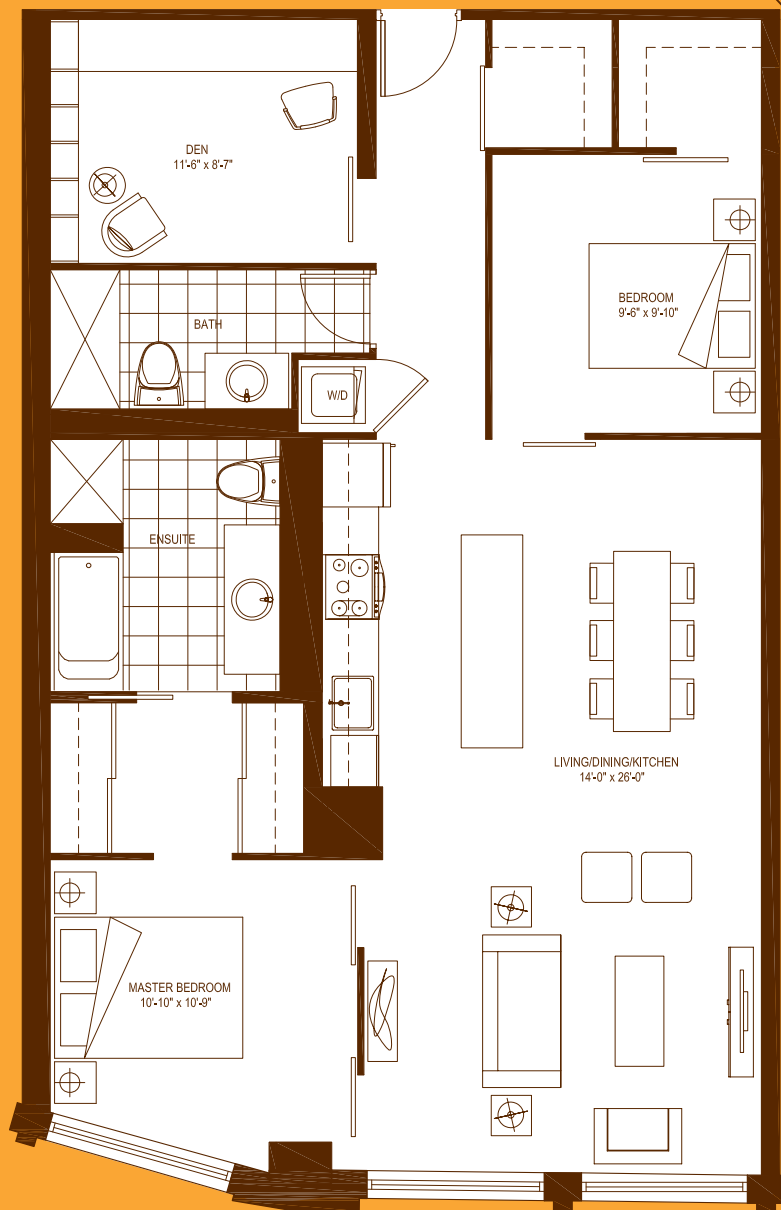 DEN
11'-6" x 8'-7"
BEDROOM
9'-6" x 9'-10"
BATH
W/D
ENSUITE
LIVING/DINING/KITCHEN
14'-0" x 26'-0"
MASTER BEDROOM
10'-10" x 10'-9"